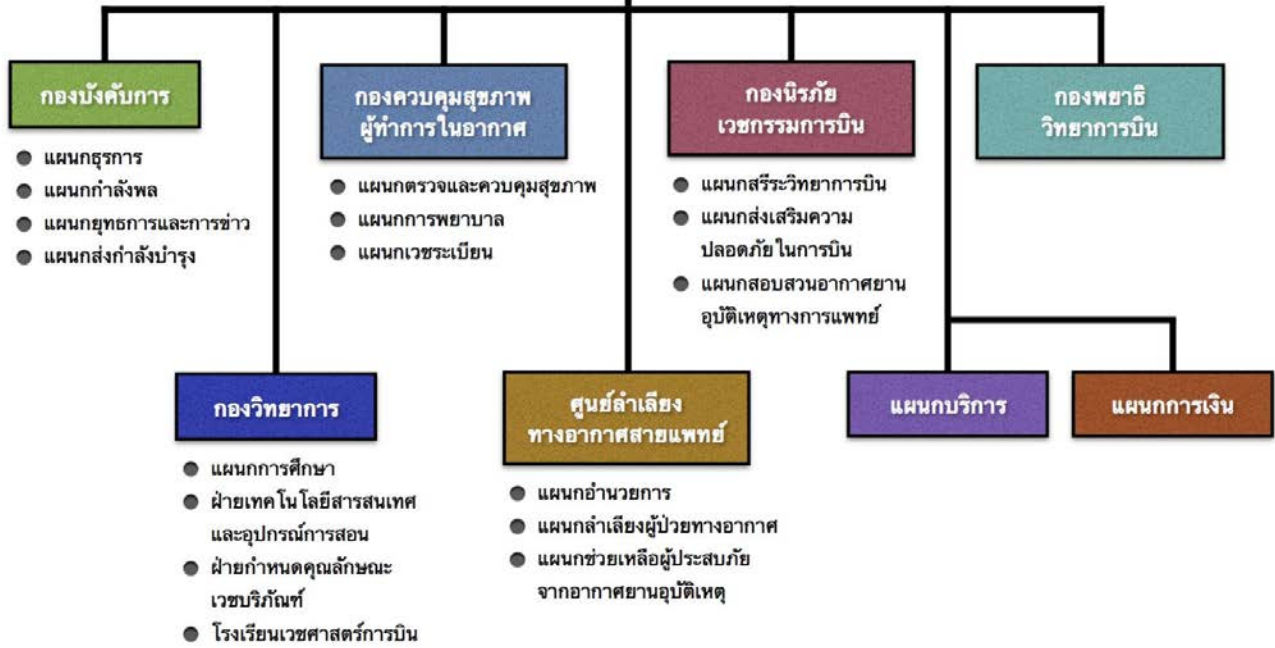 กองบังคับการ
● แผนกธุรการ
● แผนกกำลังพล
● แผนกยุทธการและการข่าว
● แผนกส่งกำลังบำรุง
กองควบคุมสุขภาพ
ผู้ทำการในอากาศ
● แผนกตรวจและควบคุมสุขภาพ
● แผนกการพยาบาล
● แผนกเวชระเบียน
กองนิรภัย
เวชกรรมการบิน
● แผนกสรีระวิทยาการบิน
● แผนกส่งเสริมความ
ปลอดภัยในการบิน
● แผนกสอบสวนอากาศยาน
อุบัติเหตุทางการแพทย์
กองพยาธิ
วิทยาการบิน
กองวิทยาการ
● แผนกการศึกษา
● ฝ่ายเทคโนโลยีสารสนเทศ
และอุปกรณ์การสอน
● ฝ่ายกำหนดคุณลักษณะ
เวชบริภัณฑ์
● โรงเรียนเวชศาสตร์การบิน
ศูนย์ลำเลียง
ทางอากาศสายแพทย์
● แผนกอำนวยการ
● แผนกลำเลียงผู้ป่วยทางอากาศ
● แผนกช่วยเหลือผู้ประสบภัย
จากอากาศยานอุบัติเหตุ
แผนกบริการ
แผนกการเงิน